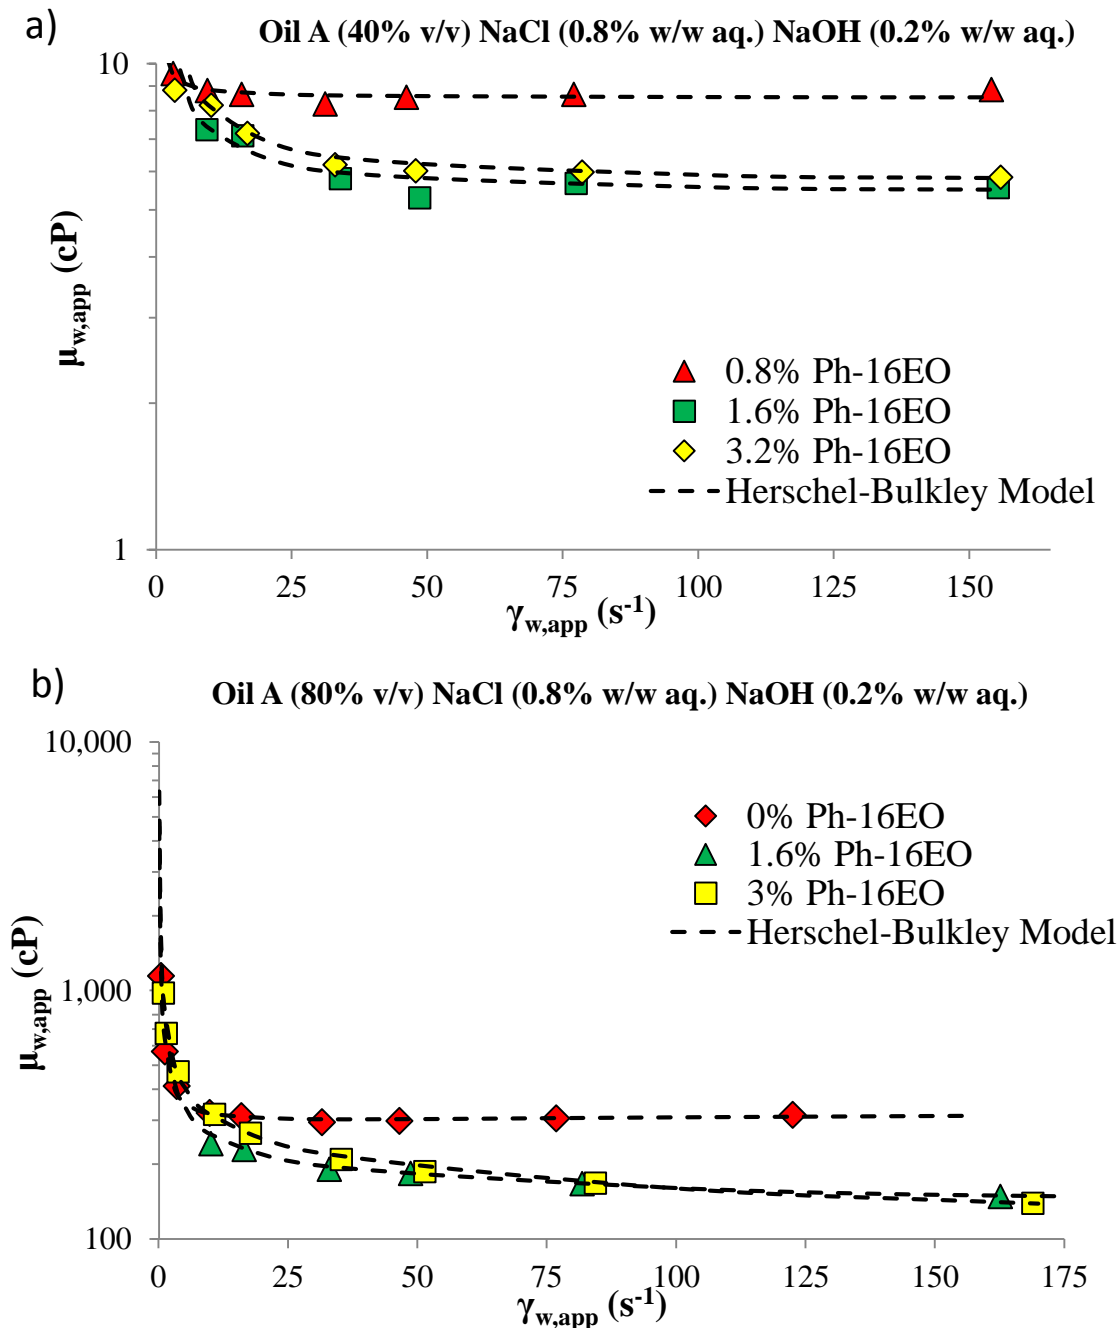 a)
Oil A (40% v/v) NaCl (0.8% w/w aq.) NaOH (0.2% w/w aq.)
10
1
μw,app (cP)
0.8% Ph-16EO
1.6% Ph-16EO
3.2% Ph-16EO
Herschel-Bulkley Model
0 25 50 75 100 125 150
γw,app (s-1)
b)
Oil A (80% v/v) NaCl (0.8% w/w aq.) NaOH (0.2% w/w aq.)
10,000
1,000
100
μw,app (cP)
0% Ph-16EO
1.6% Ph-16EO
3% Ph-16EO
Herschel-Bulkley Model
0 25 50 75 100 125 150 175
γw,app (s-1)